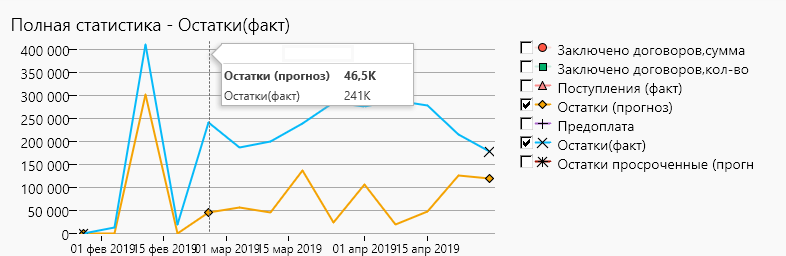 Полная статистика - Остатки(факт)
400 000
350 000
300 000
250 000
200 000
150 000
100 000
50 000
0
01 фев 2019
15 фев 2019
01 мар 2019
15 мар 2019
01 апр 2019
15 апр 2019
Остатки (прогноз) 46,5K
Остатки(факт) 241K
Заключено договоров,сумма
Заключено договоров,кол-во
Поступления (факт)
Остатки (прогноз)
Предоплата
Остатки(факт)
Остатки просроченные (прогн